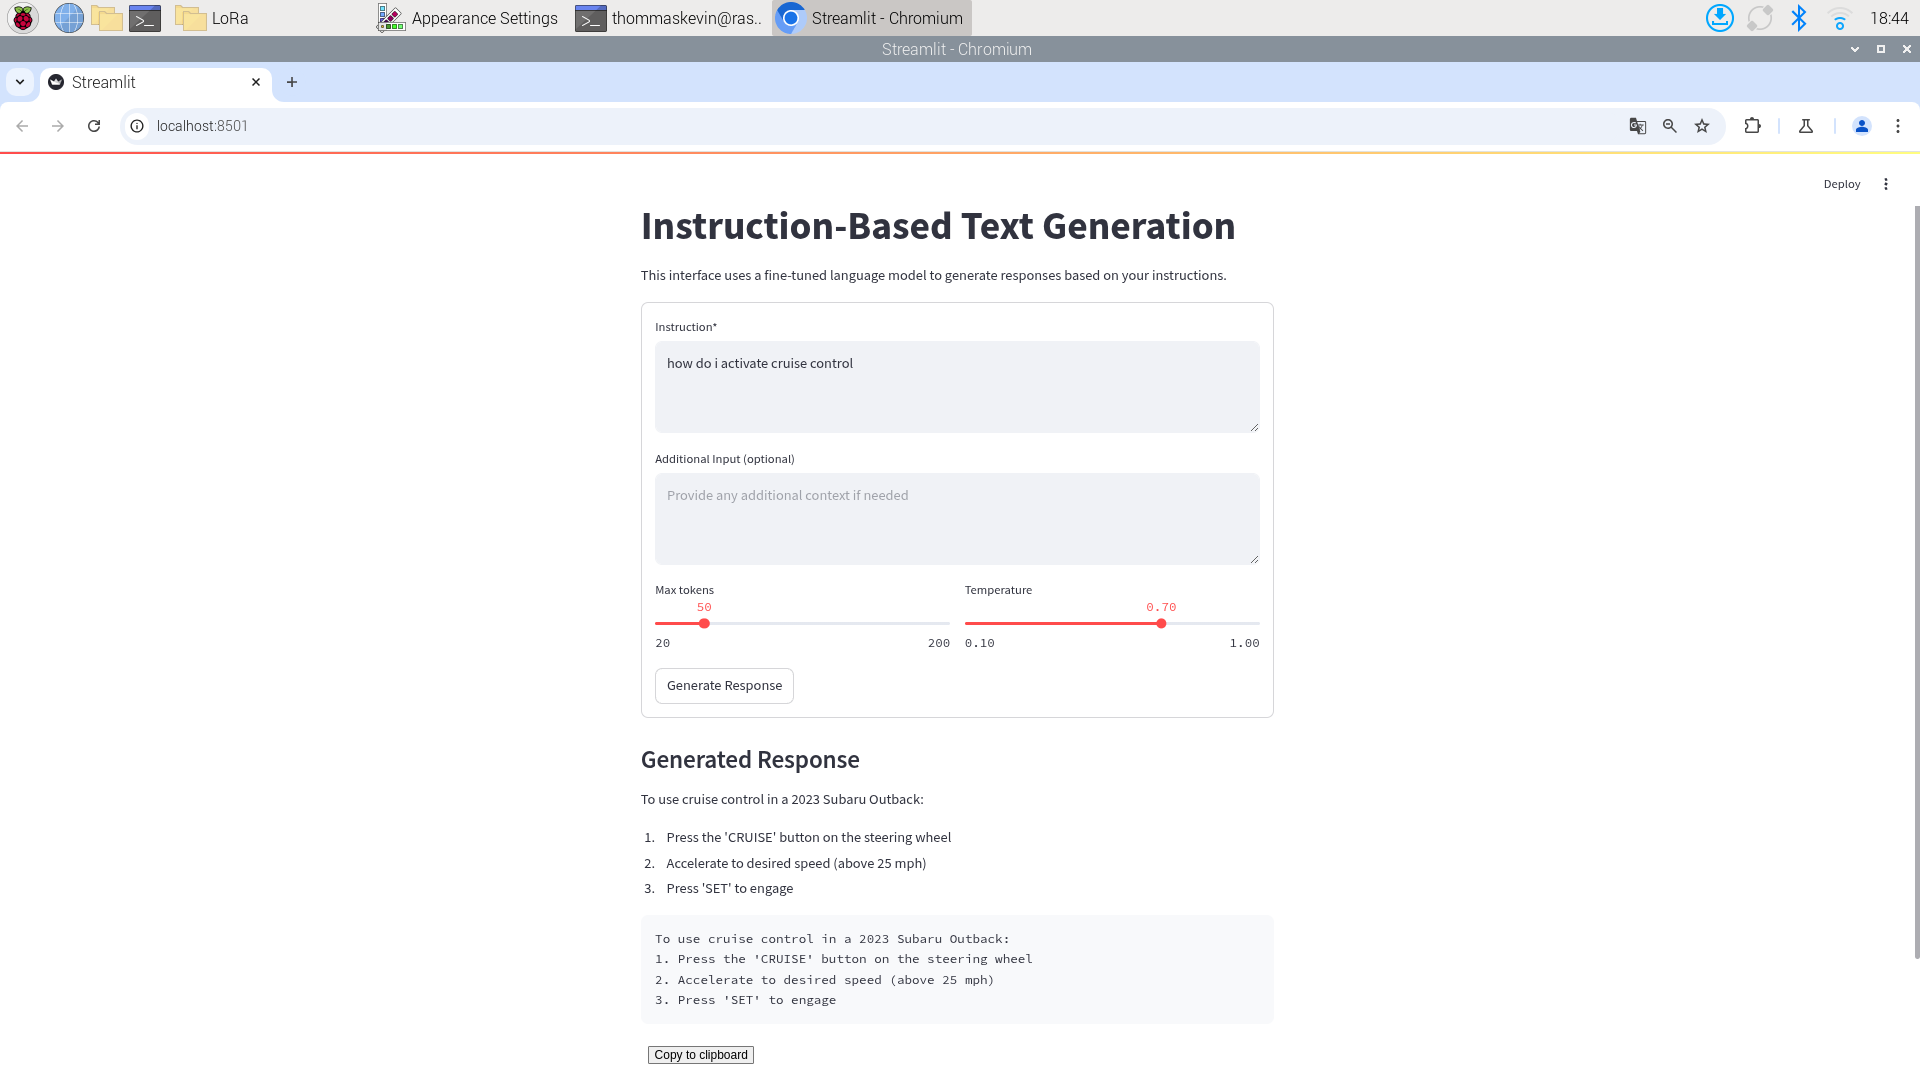 LoRa
Appearance Settings
thommaskevin@ras..
Streamlit - Chromium
18:44
Streamlit - Chromium
Streamlit
localhost:8501
Deploy
Instruction-Based Text Generation
This interface uses a fine-tuned language model to generate responses based on your instructions.
Instruction*
how do i activate cruise control
Additional Input (optional)
Provide any additional context if needed
Max tokens
50
20 200
Temperature
0.70
0.10 1.00
Generate Response
Generated Response
To use cruise control in a 2023 Subaru Outback:
1. Press the 'CRUISE' button on the steering wheel
2. Accelerate to desired speed (above 25 mph)
3. Press 'SET' to engage
To use cruise control in a 2023 Subaru Outback:
1. Press the 'CRUISE' button on the steering wheel
2. Accelerate to desired speed (above 25 mph)
3. Press 'SET' to engage
Copy to clipboard